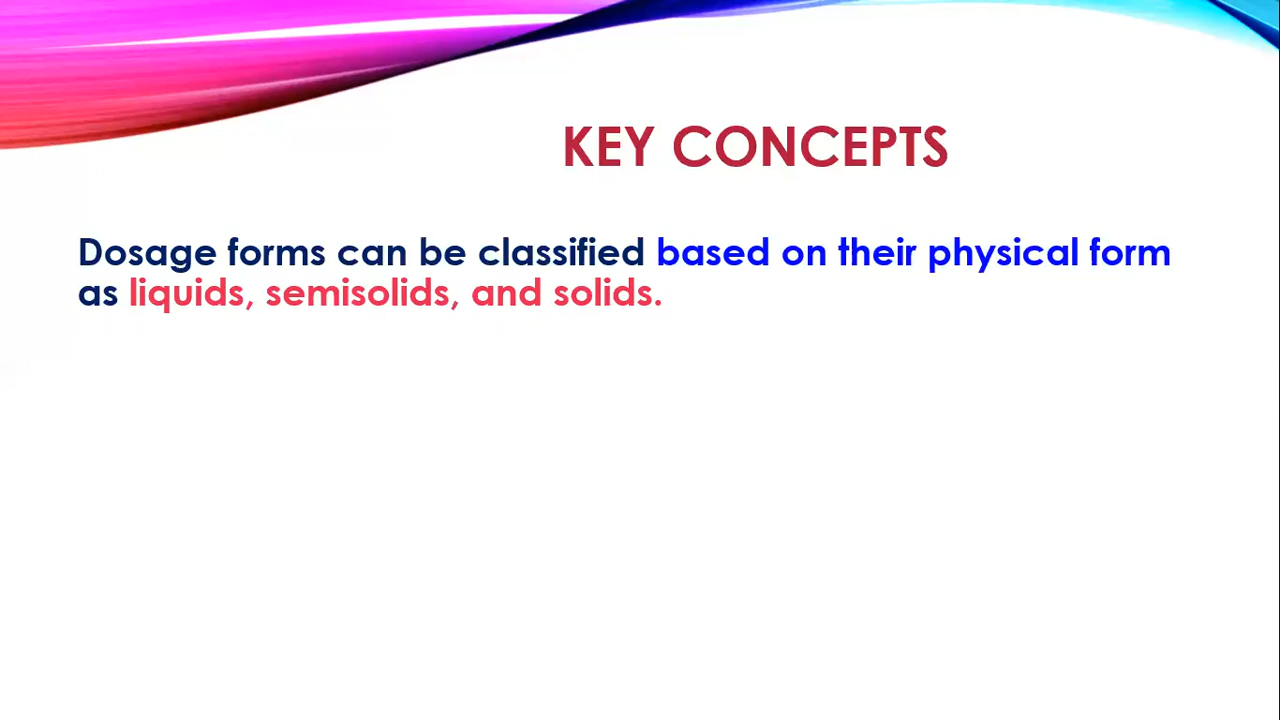 KEY CONCEPTS
Dosage forms can be classified based on their physical form
as liquids, semisolids, and solids.